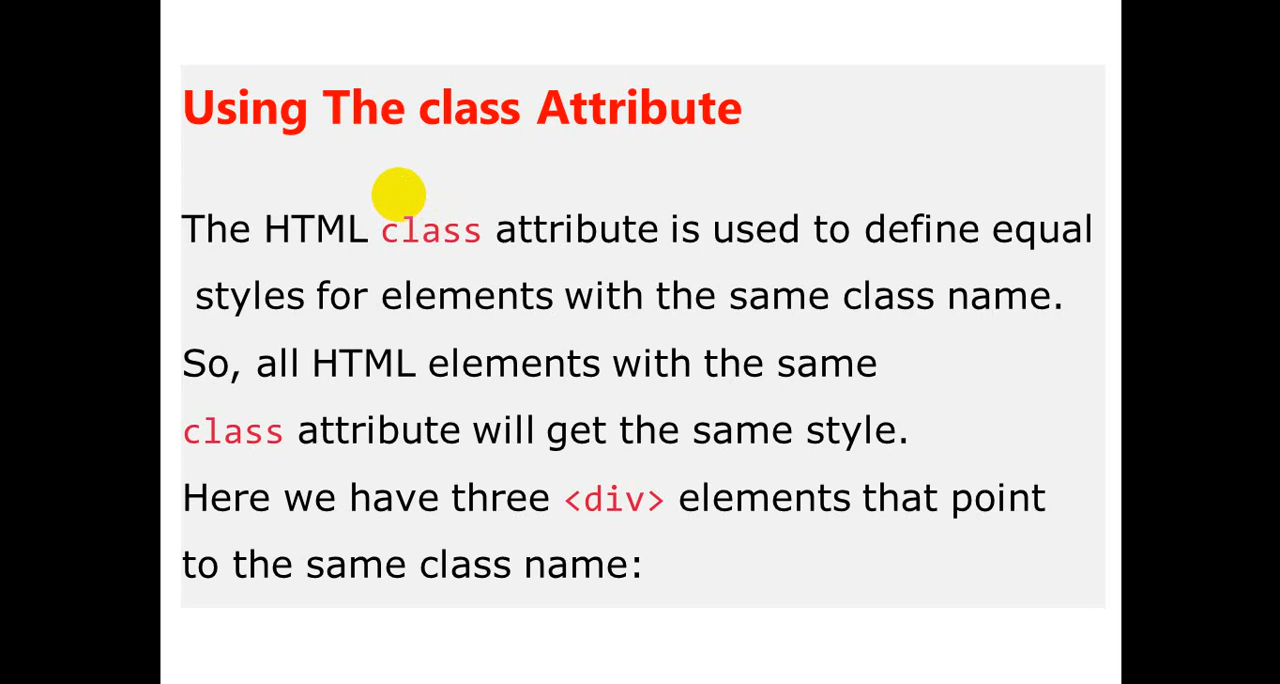 Using The class Attribute
The HTML class attribute is used to define equal
styles for elements with the same class name.
So, all HTML elements with the same
class attribute will get the same style.
Here we have three <div> elements that point
to the same class name: